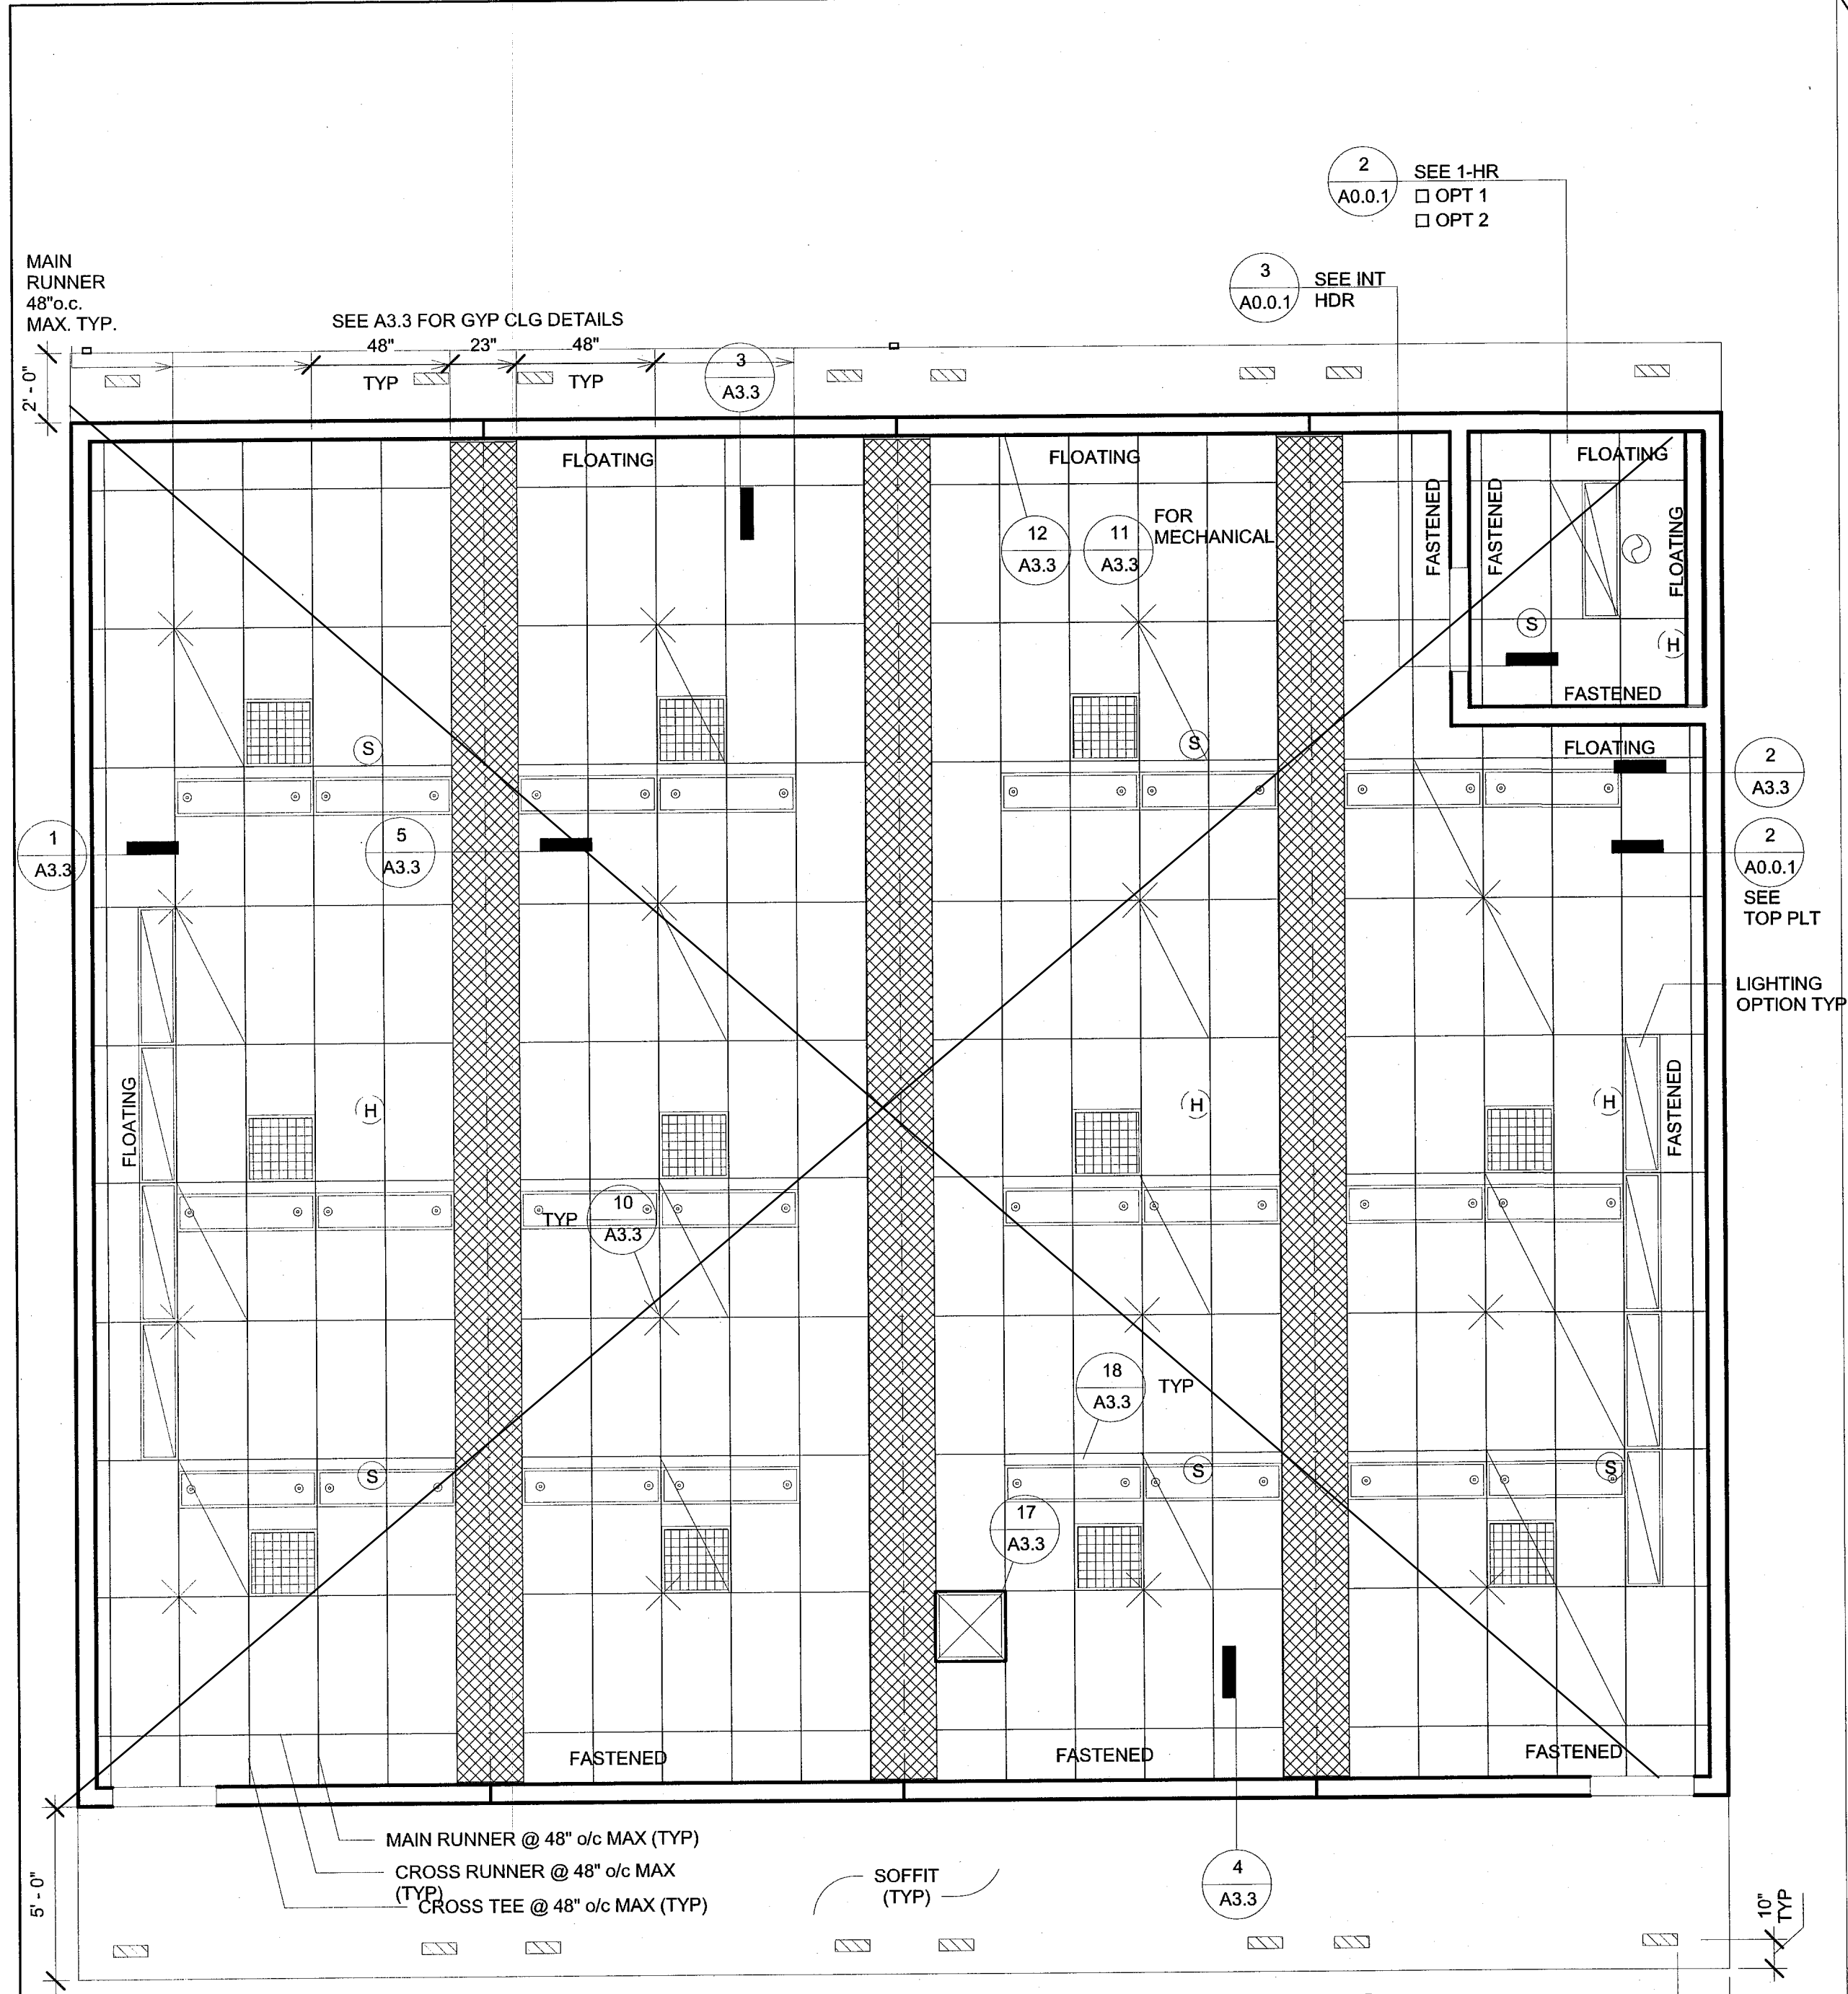 2
A0.0.1
SEE 1-HR
□ OPT 1
□ OPT 2
3
A0.0.1
SEE INT
HDR
MAIN
RUNNER
48"o.c.
MAX. TYP.
SEE A3.3 FOR GYP CLG DETAILS
48"
23"
48"
TYP
TYP
3
A3.3
2' - 0"
FLOATING
FLOATING
FLOATING
FASTENED
FASTENED
FLOATING
12
A3.3
11
A3.3
FOR
MECHANICAL
S
H
FASTENED
FLOATING
S
S
2
A3.3
1
A3.3
5
A3.3
2
A0.0.1
SEE
TOP PLT
LIGHTING
OPTION TYP
FLOATING
H
H
H
FASTENED
TYP
10
A3.3
18
A3.3
TYP
S
S
S
17
A3.3
FASTENED
FASTENED
FASTENED
MAIN RUNNER @ 48" o/c MAX (TYP)
CROSS RUNNER @ 48" o/c MAX
(TYP)
CROSS TEE @ 48" o/c MAX (TYP)
SOFFIT
(TYP)
4
A3.3
5' - 0"
10"
TYP